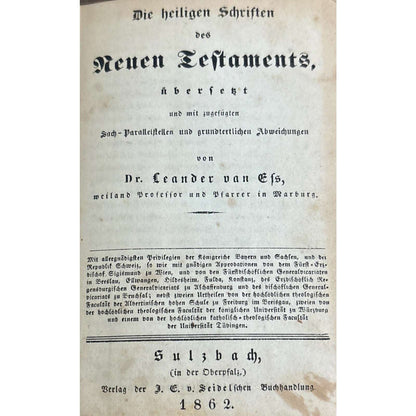 Die heiligen Schriften
des
Neuen Testaments,
übersetzt
und mit zugefügten
Sach-Parallelstellen und grundtextlichen Abweichungen
von
Dr. Leander van Eß,
weiland Professor und Pfarrer in Marburg.
Mit allergnädigsten Privilegien der Königreiche Bayern und Sachsen, und der
Republik Schweiz, so wie mit gnädigen Approbationen von dem Fürst-Erz-
bischof Sigismund zu Wien, und von den Fürstbischöflichen Generalvicariaten
in Breslau, Ellwangen, Hildesheim, Fulda, Konstanz, des Erzbischöflich Re-
gensburgischen Generalvicariats zu Aschaffenburg und des bischöflichen General-
vicariats zu Bruchsal; nebst zweien Urtheilen von der hochlöblichen theologischen
Facultät der Albertinischen hohen Schule zu Freiburg im Breisgau, zweien von
der hochlöblichen theologischen Facultät der königlichen Universität zu Würzburg
und einem von der hochlöblichen katholisch-theologischen Facultät
der Universität Tübingen.
Sulzbach,
(in der Oberpfalz,)
Verlag der J. E. v. Seidelschen Buchhandlung
1862.